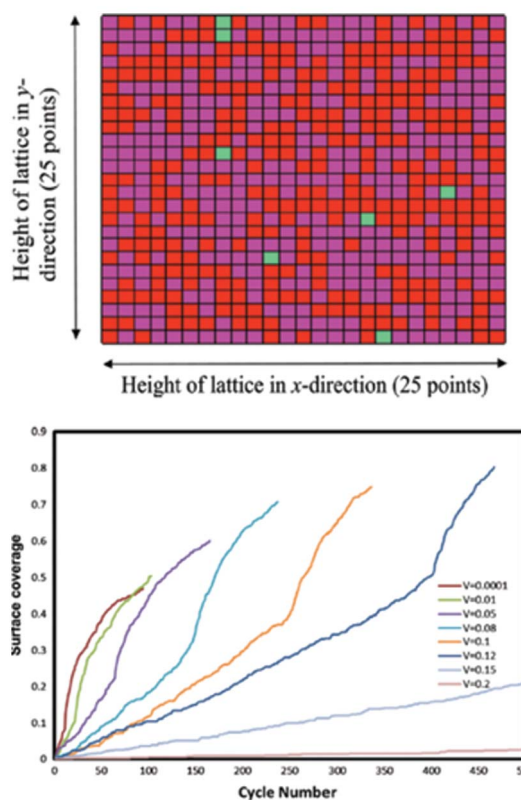 Height of lattice in y-
direction (25 points)
Height of lattice in x-direction (25 points)
0.9
0.8
0.7
0.6
0.5
0.4
0.3
0.2
0.1
0
Surface coverage
V=0.0001
V=0.01
V=0.05
V=0.08
V=0.1
V=0.12
V=0.15
V=0.2
0 50 100 150 200 250 300 350 400 450
Cycle Number